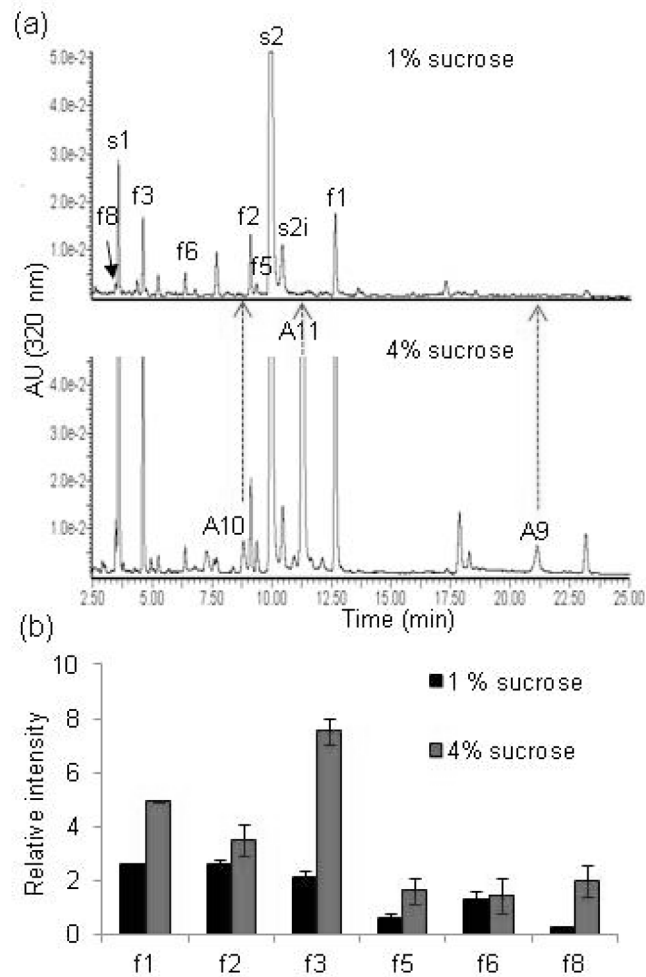 (a)
s2
5.0e-2
1% sucrose
4.0e-2
s1
3.0e-2
f8
f3
f1
2.0e-2
f2
s2i
f6
f5
1.0e-2
AU (320 nm)
A11
4% sucrose
4.0e-2
3.0e-2
2.0e-2
A10
A9
1.0e-2
2.50 5.00 7.50 10.00 12.50 15.00 17.50 20.00 22.50 25.00
Time (min)
(b)
10
1 % sucrose
8
4% sucrose
6
Relative intensity
4
2
0
f1 f2 f3 f5 f6 f8